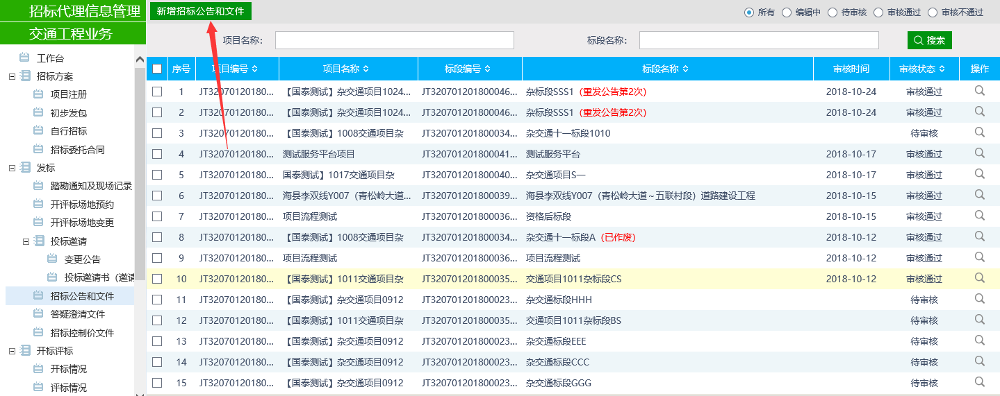 招标代理信息管理
交通工程业务
工作台
招标方案
项目注册
初步发包
自行招标
招标委托合同
发标
踏勘通知及现场记录
开评标场地预约
开评标场地变更
投标邀请
变更公告
投标邀请书（邀请
招标公告和文件
答疑澄清文件
招标控制价文件
开标评标
开标情况
评标情况
新增招标公告和文件
所有 编辑中 待审核 审核通过 审核不通过
项目名称： 标段名称： 搜索
序号 项目编号 项目名称 标段编号 标段名称 审核时间 审核状态 操作
1 JT32070120180... 【国泰测试】杂交通项目1024... JT320701201800046... 杂标段SSS1（重发公告第2次） 2018-10-24 审核通过
2 JT32070120180... 【国泰测试】杂交通项目1024... JT320701201800046... 杂标段SSS1（重发公告第2次） 2018-10-24 审核通过
3 JT32070120180... 【国泰测试】1008交通项目杂 JT320701201800034... 杂交通十一标段1010 待审核
4 JT32070120180... 测试服务平台项目 JT320701201800041... 测试服务平台 2018-10-17 审核通过
5 JT32070120180... 国泰测试】1017交通项目杂 JT320701201800040... 杂交通项目S一 2018-10-17 审核通过
6 JT32070120180... 海县李双线Y007（青松岭大道... JT320701201800039... 海县李双线Y007（青松岭大道～五联村段）道路建设工程 2018-10-15 审核通过
7 JT32070120180... 项目流程测试 JT320701201800036... 资格后标段 2018-10-15 审核通过
8 JT32070120180... 【国泰测试】1008交通项目杂 JT320701201800034... 杂交通十一标段A（已作废） 2018-10-12 审核通过
9 JT32070120180... 项目流程测试 JT320701201800036... 项目流程测试 2018-10-12 审核通过
10 JT32070120180... 【国泰测试】1011交通项目杂 JT320701201800035... 交通项目1011杂标段CS 2018-10-12 审核通过
11 JT32070120180... 【国泰测试】杂交通项目0912 JT320701201800023... 杂交通标段HHH 待审核
12 JT32070120180... 【国泰测试】1011交通项目杂 JT320701201800035... 交通项目1011杂标段BS 待审核
13 JT32070120180... 【国泰测试】杂交通项目0912 JT320701201800023... 杂交通标段EEE 待审核
14 JT32070120180... 【国泰测试】杂交通项目0912 JT320701201800023... 杂交通标段CCC 待审核
15 JT32070120180... 【国泰测试】杂交通项目0912 JT320701201800023... 杂交通标段GGG 待审核